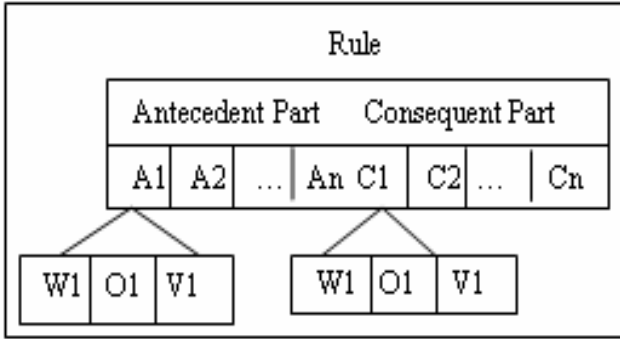 Rule
Antecedent Part Consequent Part
A1 A2 ... An C1 C2 ... Cn
W1 O1 V1 W1 O1 V1